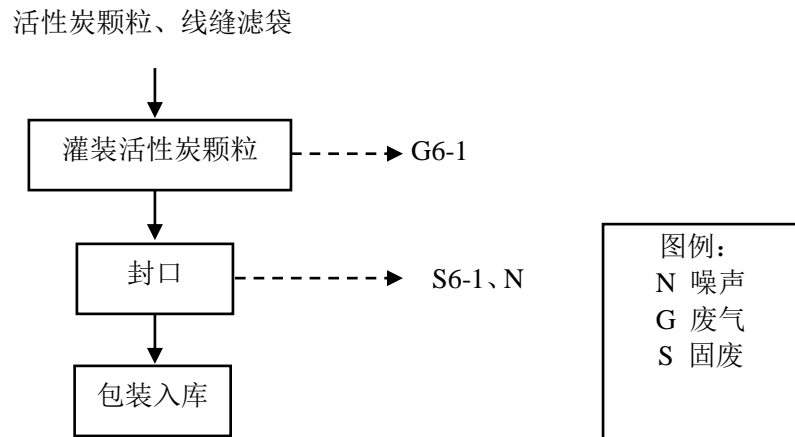 活性炭颗粒、线缝滤袋
灌装活性炭颗粒
G6-1
封口
S6-1、N
包装入库
图例：
N 噪声
G 废气
S 固废